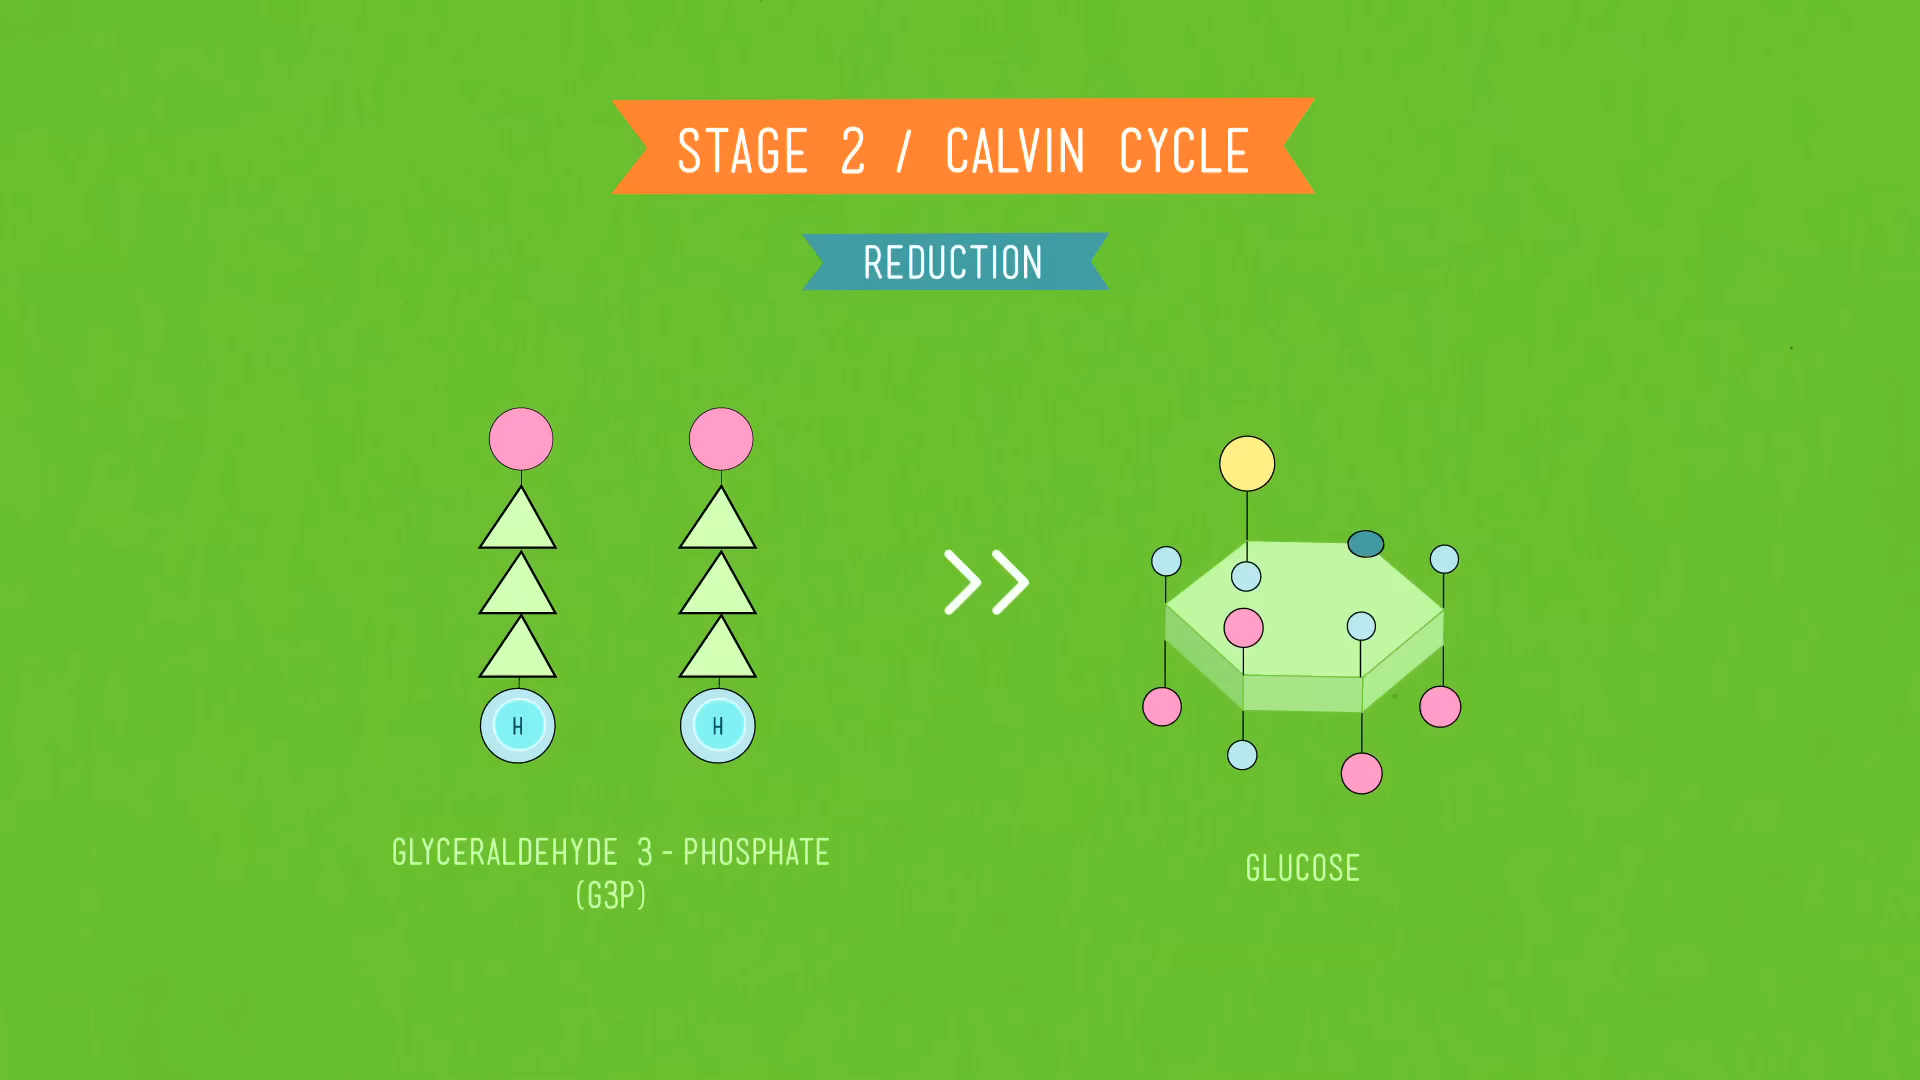 STAGE 2 / CALVIN CYCLE
REDUCTION
H H
GLYCERALDEHYDE 3 - PHOSPHATE
(G3P)
GLUCOSE